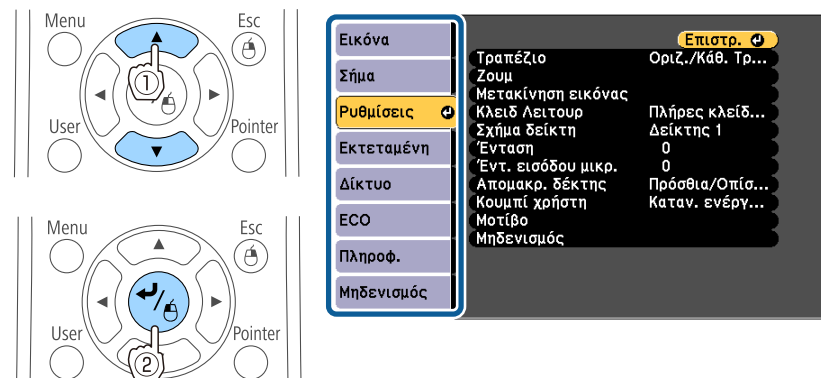 Menu
Esc
①
User
Pointer
Menu
Esc
User
Pointer
②
Εικόνα
Σήμα
Ρυθμίσεις
Εκτεταμένη
Δίκτυο
ECO
Πληροφ.
Μηδενισμός
Επιστρ.
Τραπέζιο Οριζ./Κάθ. Τρ...
Ζουμ
Μετακίνηση εικόνας
Κλειδ Λειτουρ Πλήρες κλείδ...
Σχήμα δείκτη Δείκτης 1
Ένταση 0
Έντ. εισόδου μικρ. 0
Απομακρ. δέκτης Πρόσθια/Οπίσ...
Κουμπί χρήστη Καταν. ενέργ...
Μοτίβο
Μηδενισμός